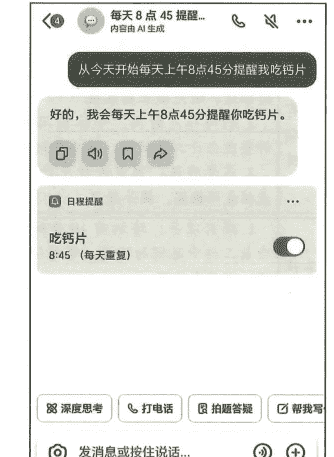 4
每天 8 点 45 提醒...
内容由 AI 生成
从今天开始每天上午8点45分提醒我吃钙片
好的，我会每天上午8点45分提醒你吃钙片。
日程提醒
吃钙片
8:45 （每天重复）
深度思考
打电话
拍题答疑
帮我写
发消息或按住说话...